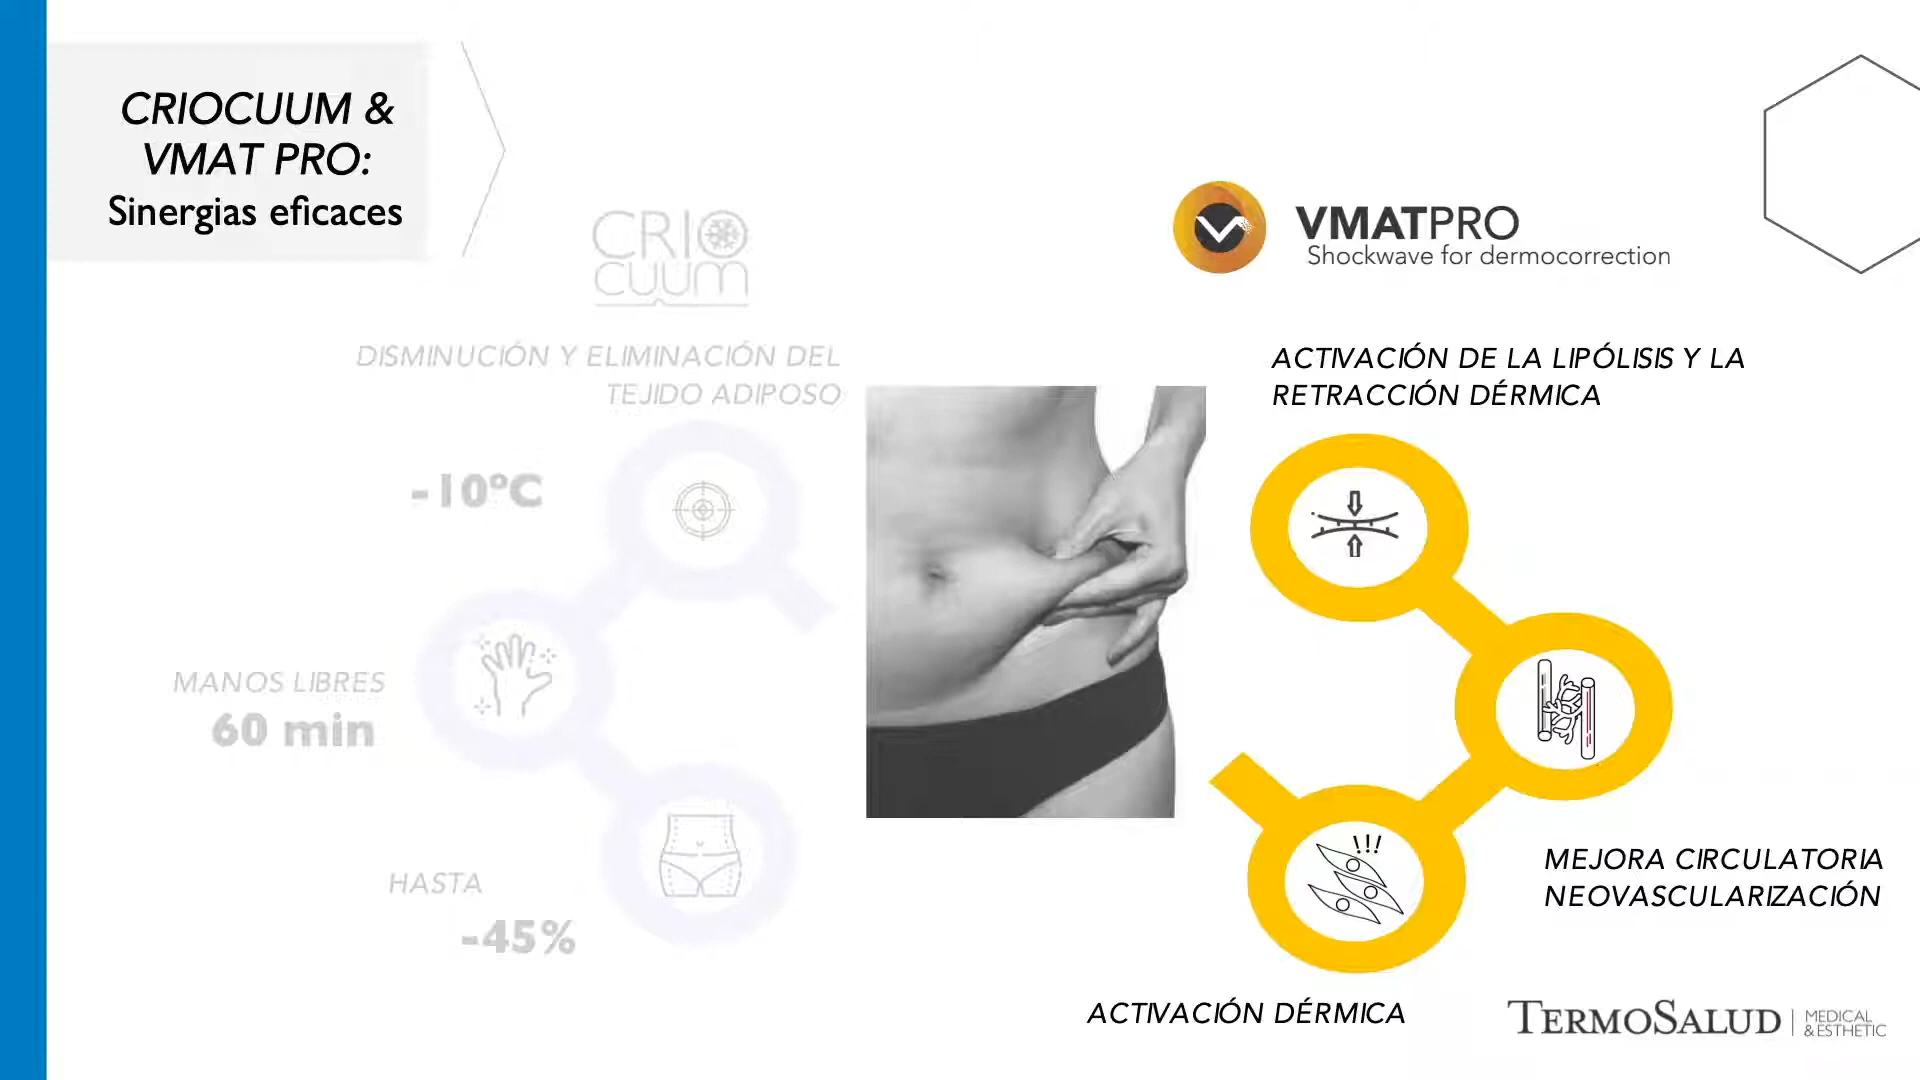 CRIOCUUM &
VMAT PRO:
Sinergias eficaces
CRIO
CUUM
DISMINUCIÓN Y ELIMINACIÓN DEL
TEJIDO ADIPOSO
-10ºC
MANOS LIBRES
60 min
HASTA
-45%
VMATPRO
Shockwave for dermocorrection
ACTIVACIÓN DE LA LIPÓLISIS Y LA
RETRACCIÓN DÉRMICA
!!!
MEJORA CIRCULATORIA
NEOVASCULARIZACIÓN
ACTIVACIÓN DÉRMICA
TERMOSALUD
MEDICAL
&ESTHETIC